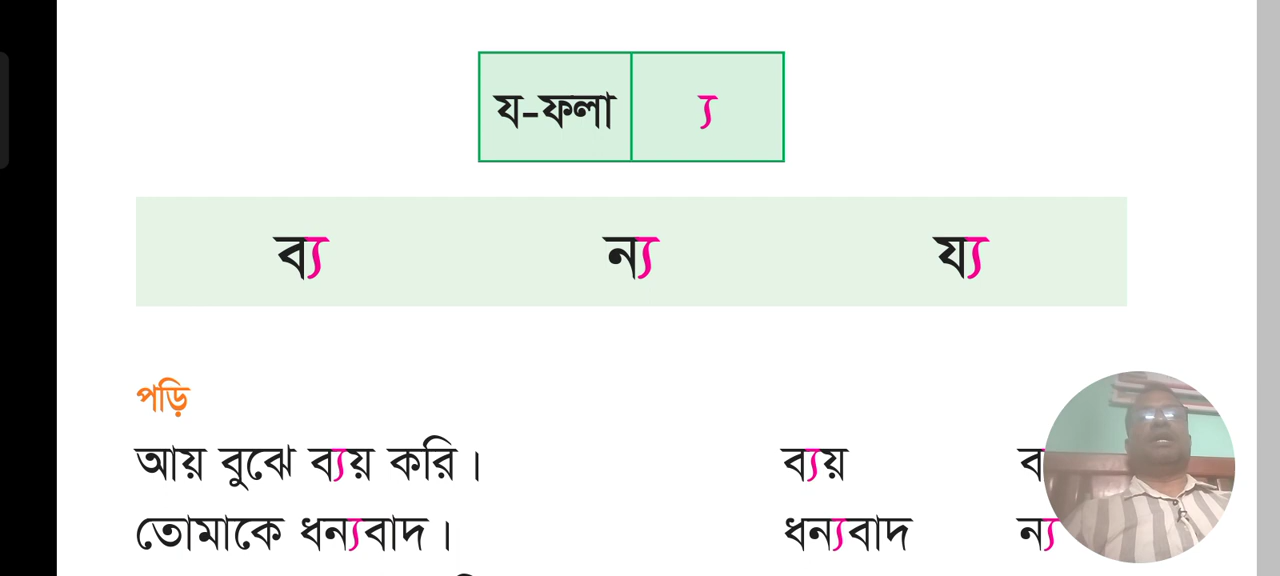 য-ফলা ্য
ব্য ন্য য্য
পড়ি
আয় বুঝে ব্যয় করি। ব্যয়
তোমাকে ধন্যবাদ। ধন্যবাদ ন্য